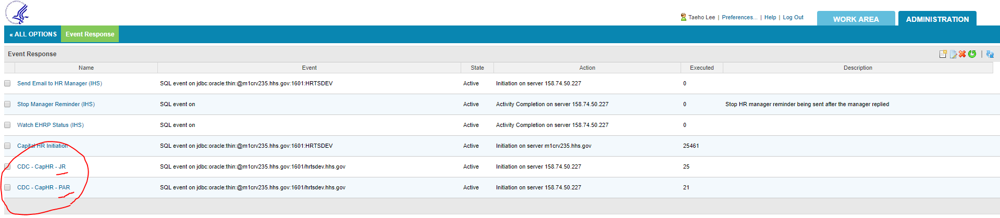 Taeho Lee | Preferences... | Help | Log Out
WORK AREA
ADMINISTRATION
« ALL OPTIONS
Event Response
Event Response
Name Event State Action Executed Description
Send Email to HR Manager (IHS) SQL event on jdbc:oracle:thin:@m1crv235.hhs.gov:1601:HRTSDEV Active Initiation on server 158.74.50.227 0
Stop Manager Reminder (IHS) SQL event on Active Activity Completion on server 158.74.50.227 0 Stop HR manager reminder being sent after the manager replied
Watch EHRP Status (IHS) SQL event on Active Activity Completion on server 158.74.50.227 0
Capital HR Initiation SQL event on jdbc:oracle:thin:@m1crv235.hhs.gov:1601:HRTSDEV Active Initiation on server m1crv235.hhs.gov 25461
CDC - CapHR - JR SQL event on jdbc:oracle:thin:@m1crv235.hhs.gov:1601/hrtsdev.hhs.gov Active Initiation on server 158.74.50.227 25
CDC - CapHR - PAR SQL event on jdbc:oracle:thin:@m1crv235.hhs.gov:1601/hrtsdev.hhs.gov Active Initiation on server 158.74.50.227 21